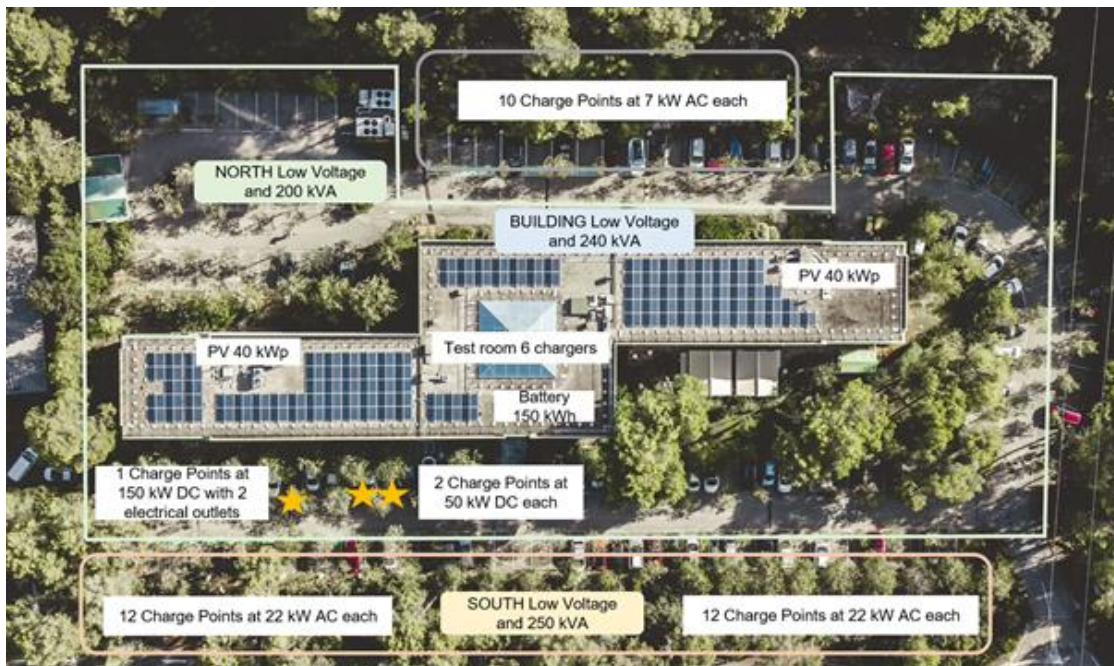 10 Charge Points at 7 kW AC each
NORTH Low Voltage
and 200 kVA
BUILDING Low Voltage
and 240 kVA
PV 40 kWp
PV 40 kWp
Test room 6 chargers
Battery
150 kWh
1 Charge Points at
150 kW DC with 2
electrical outlets
2 Charge Points at
50 kW DC each
12 Charge Points at 22 kW AC each
SOUTH Low Voltage
and 250 kVA
12 Charge Points at 22 kW AC each